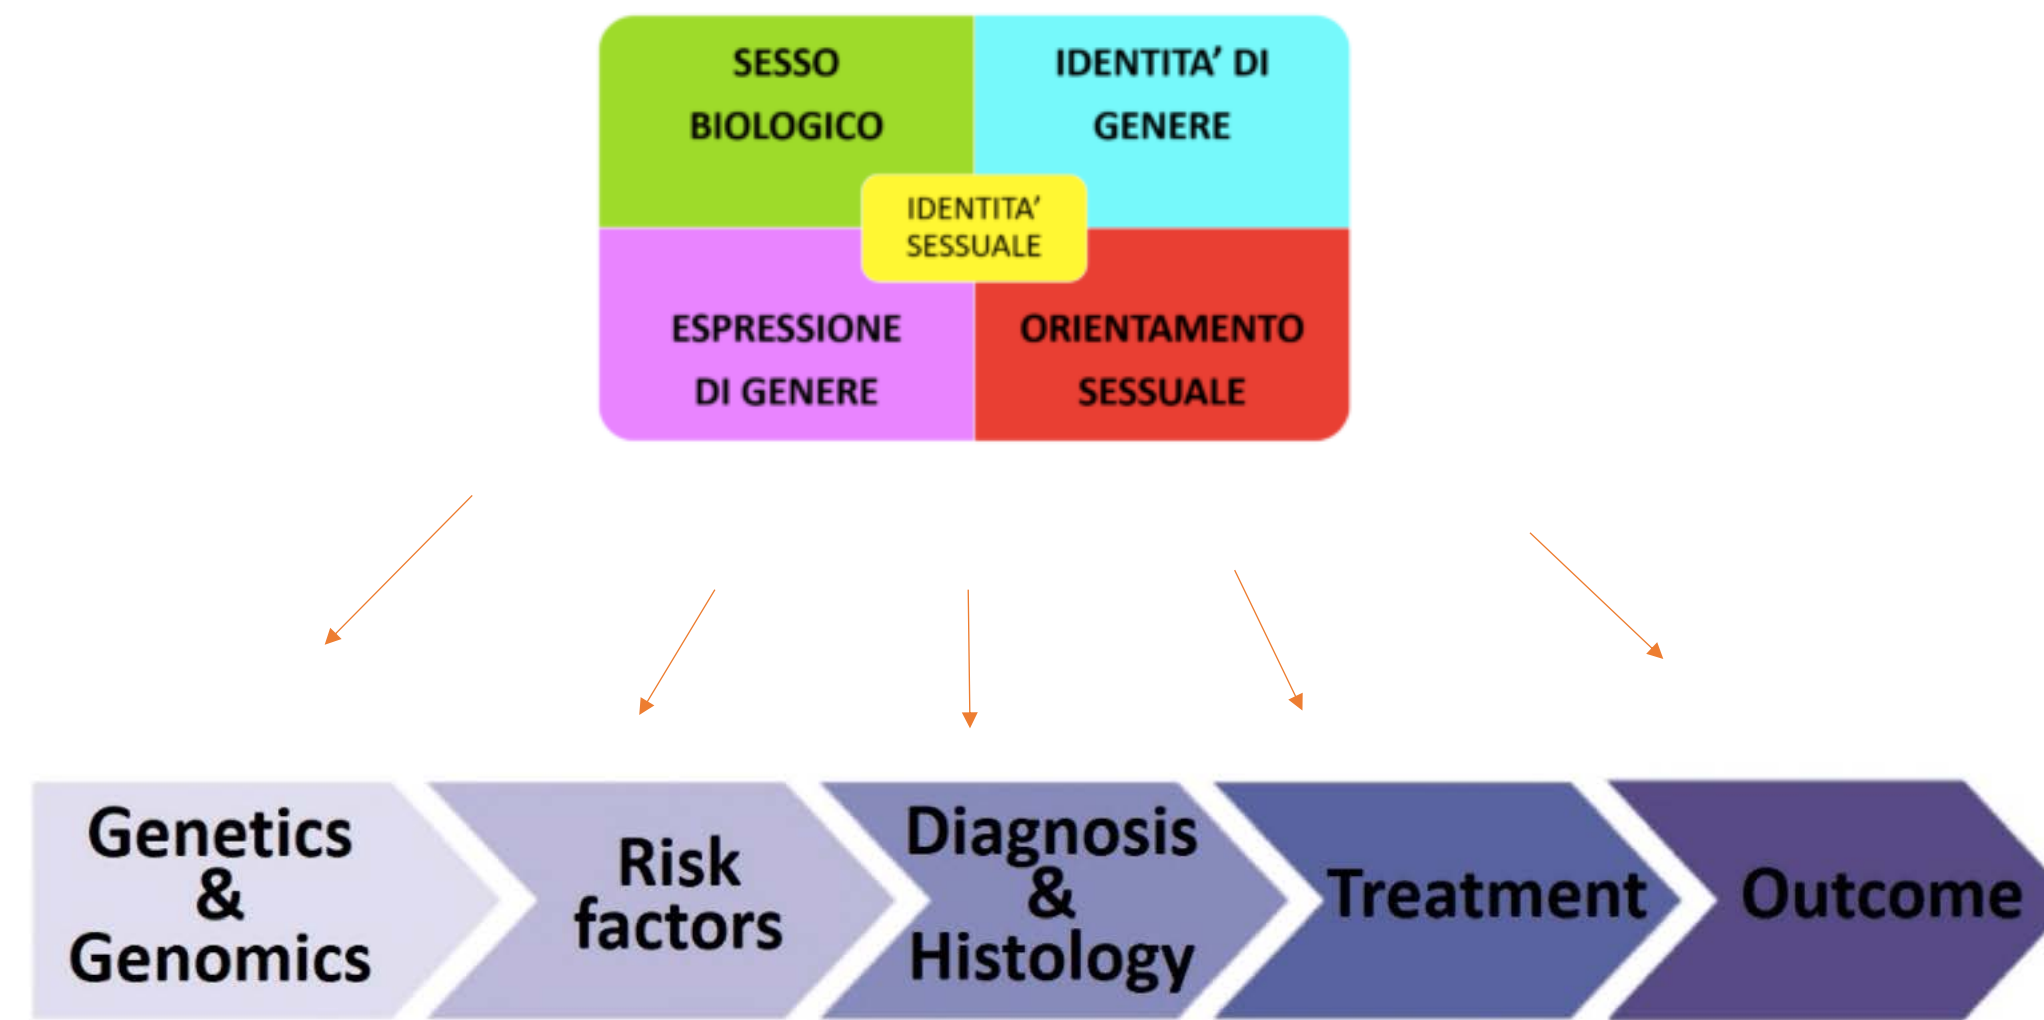 SESSO
BIOLOGICO
IDENTITA’ DI
GENERE
IDENTITA’
SESSUALE
ESPRESSIONE
DI GENERE
ORIENTAMENTO
SESSUALE
Genetics
&
Genomics
Risk
factors
Diagnosis
&
Histology
Treatment
Outcome